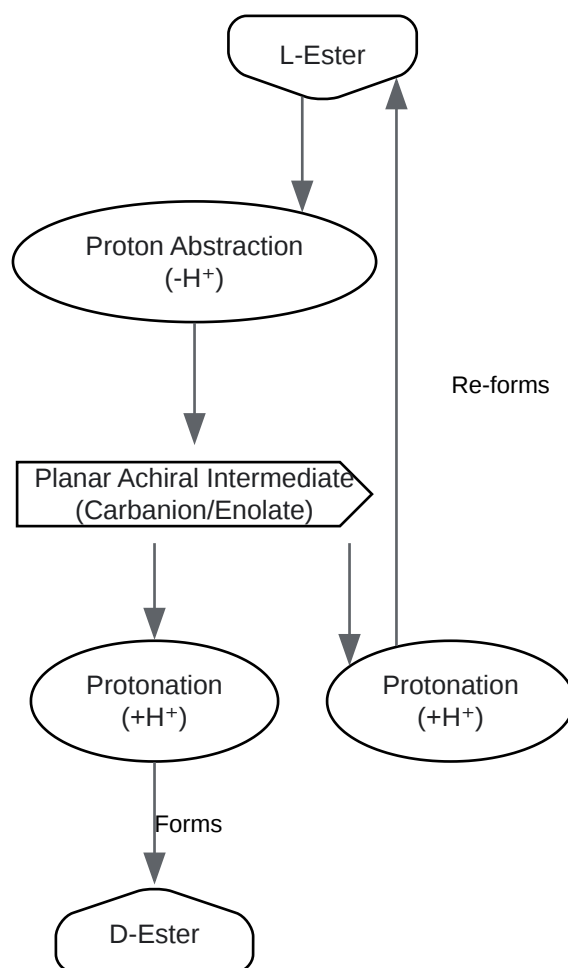 L-Ester
Proton Abstraction
(-H⁺)
Re-forms
Planar Achiral Intermediate
(Carbanion/Enolate)
Protonation
(+H⁺)
Protonation
(+H⁺)
Forms
D-Ester